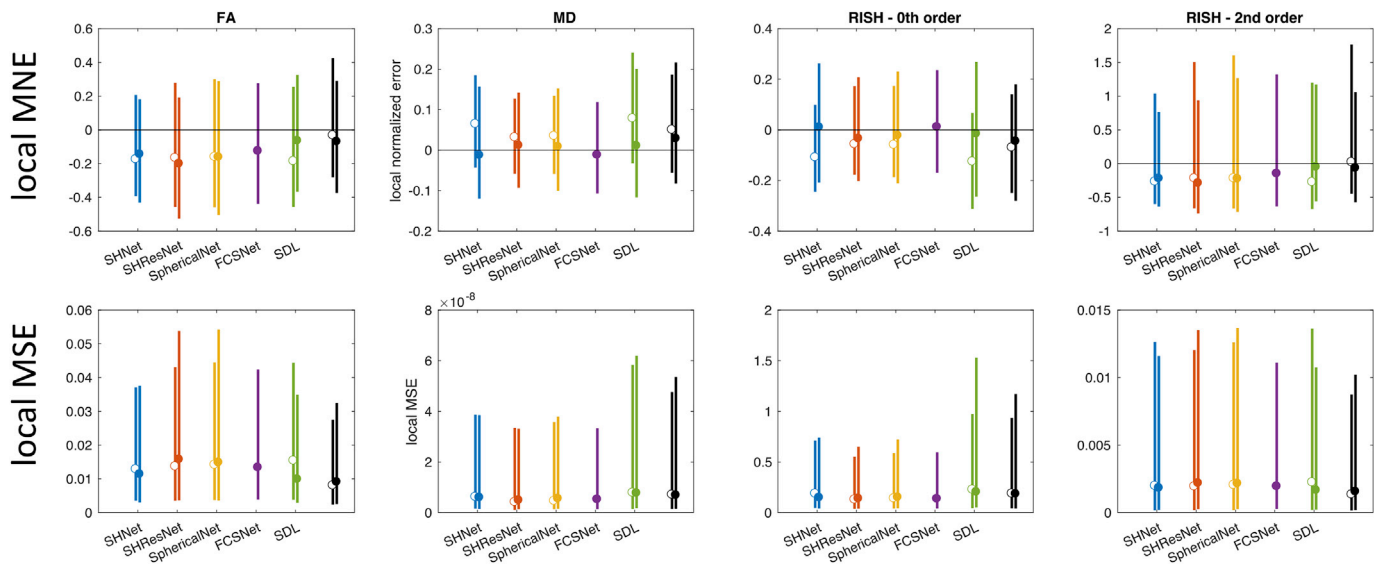 FA
MD
RISH - 0th order
RISH - 2nd order
local MNE
0.6
0.4
0.2
0
-0.2
-0.4
-0.6
SHNet
SHResNet
SphericalNet
FCSNet
SDL
local normalized error
0.3
0.2
0.1
0
-0.1
-0.2
SHNet
SHResNet
SphericalNet
FCSNet
SDL
0.4
0.2
0
-0.2
-0.4
SHNet
SHResNet
SphericalNet
FCSNet
SDL
2
1.5
1
0.5
0
-0.5
-1
SHNet
SHResNet
SphericalNet
FCSNet
SDL
local MSE
0.06
0.05
0.04
0.03
0.02
0.01
0
SHNet
SHResNet
SphericalNet
FCSNet
SDL
×10⁻⁸
local MSE
8
6
4
2
0
SHNet
SHResNet
SphericalNet
FCSNet
SDL
2
1.5
1
0.5
0
SHNet
SHResNet
SphericalNet
FCSNet
SDL
0.015
0.01
0.005
0
SHNet
SHResNet
SphericalNet
FCSNet
SDL